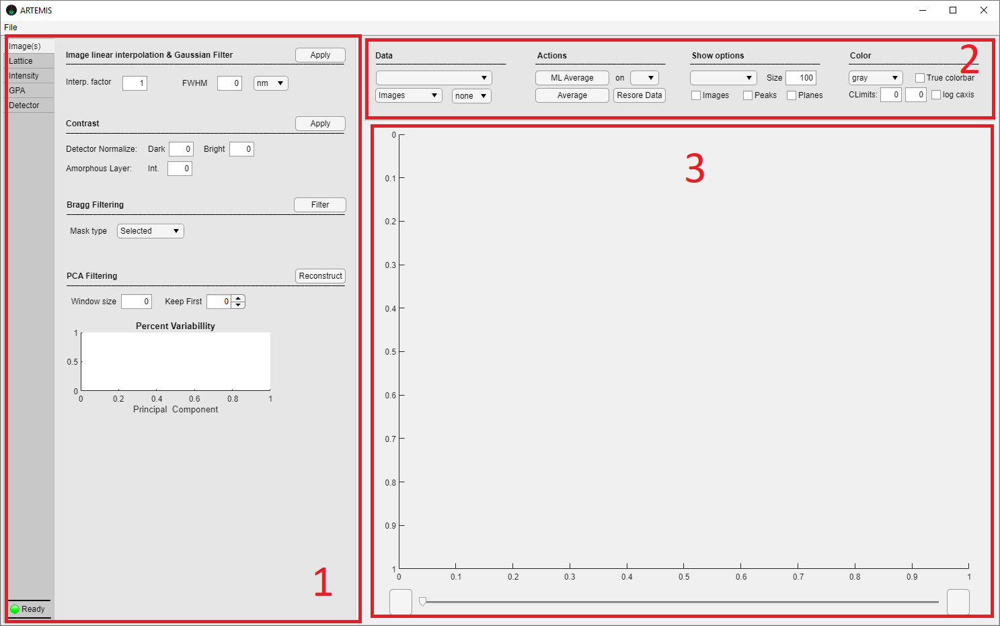 ARTEMIS
File
Image(s)
Lattice
Intensity
GPA
Detector
Image linear interpolation & Gaussian Filter Apply
Interp. factor 1 FWHM 0 nm
Contrast Apply
Detector Normalize: Dark 0 Bright 0
Amorphous Layer: Int. 0
Bragg Filtering Filter
Mask type Selected
PCA Filtering Reconstruct
Window size 0 Keep First 0
Percent Variabillity
1
0.5
0
0 0.2 0.4 0.6 0.8 1
Principal Component
1
Ready
Data Actions Show options Color 2
ML Average on Size 100 gray True colorbar
Images none Average Resore Data Images Peaks Planes CLimits: 0 0 log caxis
3
0
0.1
0.2
0.3
0.4
0.5
0.6
0.7
0.8
0.9
1
0 0.1 0.2 0.3 0.4 0.5 0.6 0.7 0.8 0.9 1